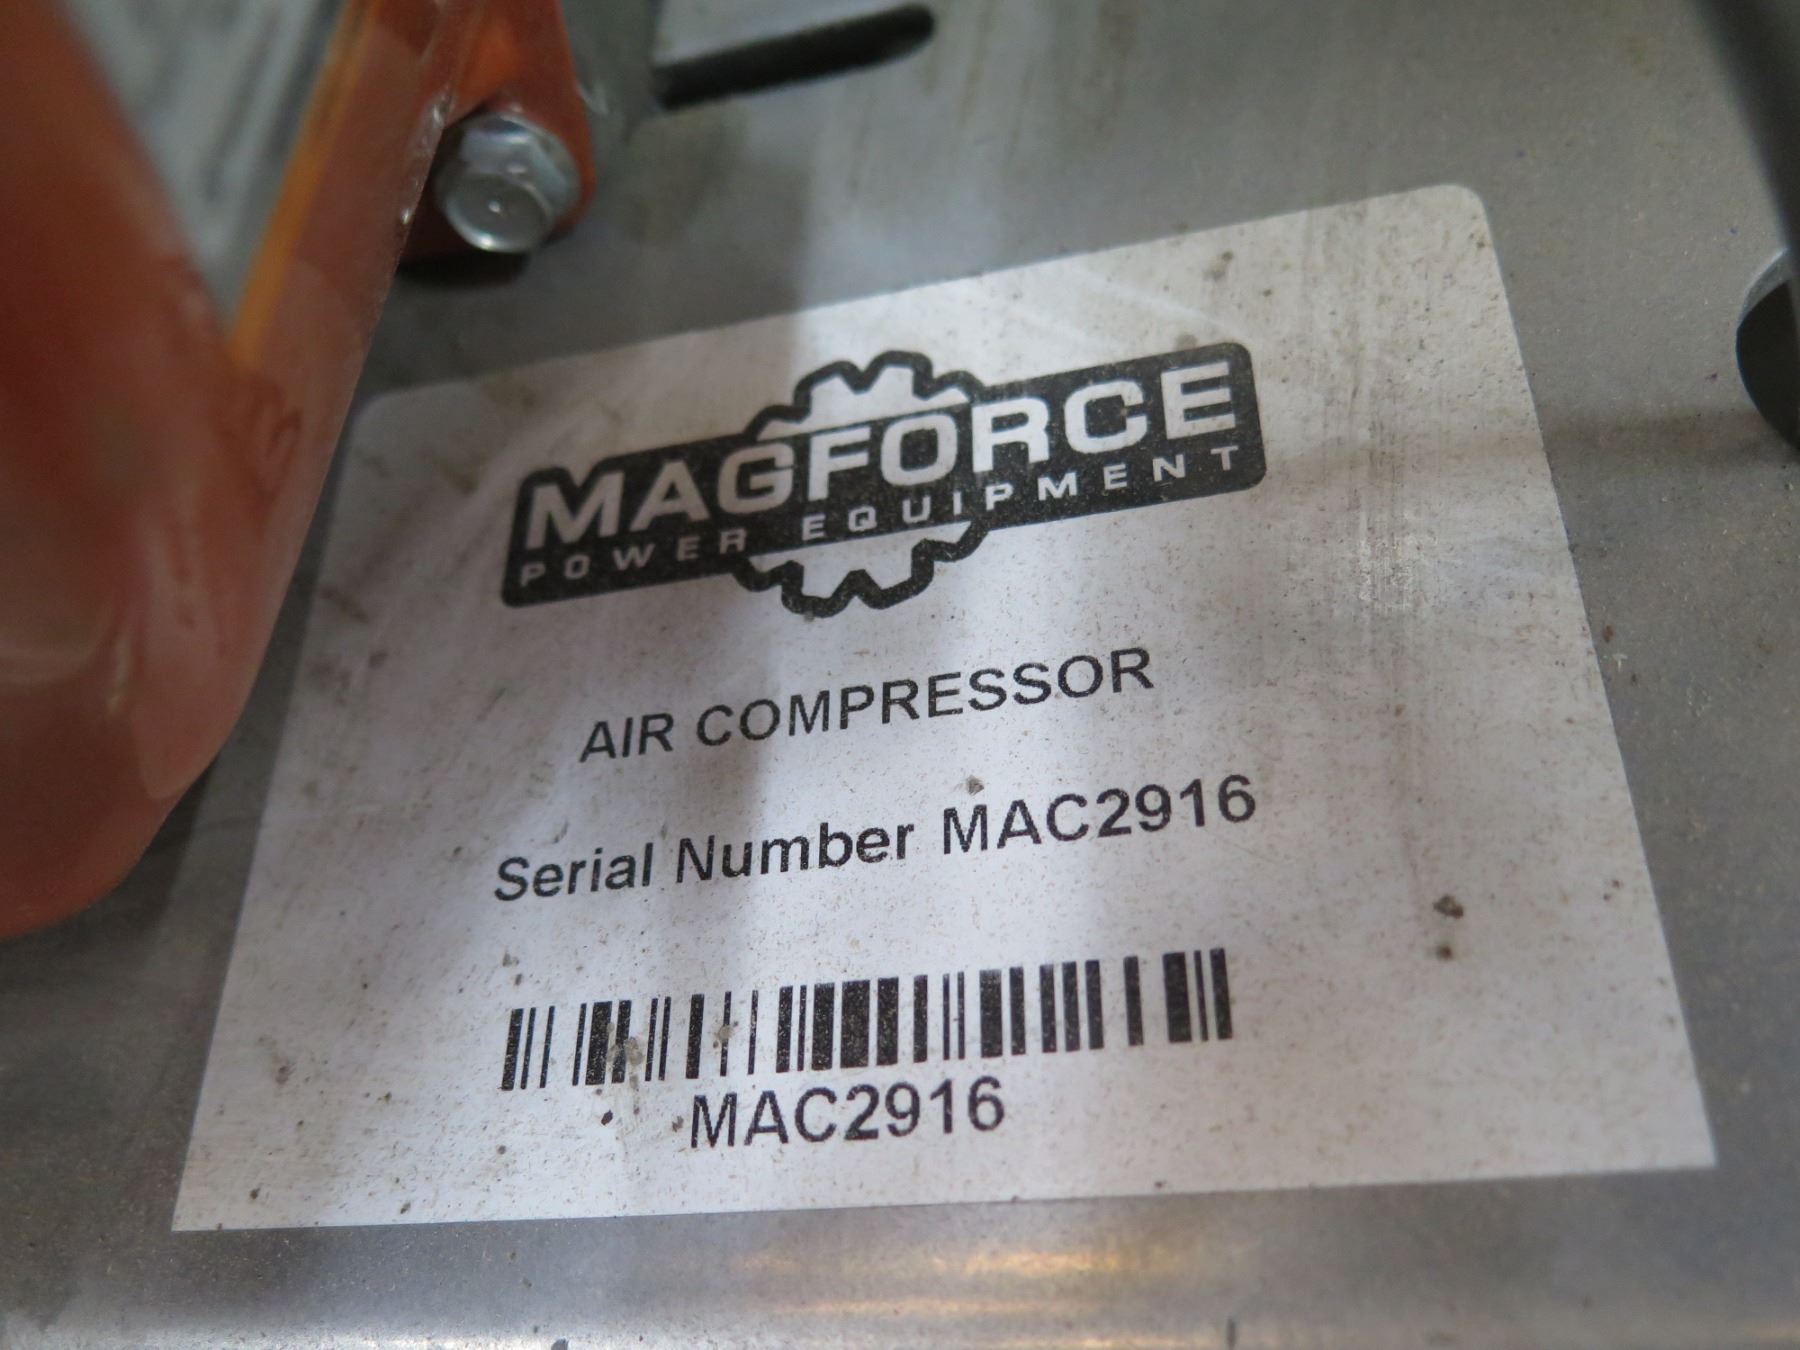 MAGFORCE
POWER EQUIPMENT
AIR COMPRESSOR
Serial Number MAC2916
MAC2916